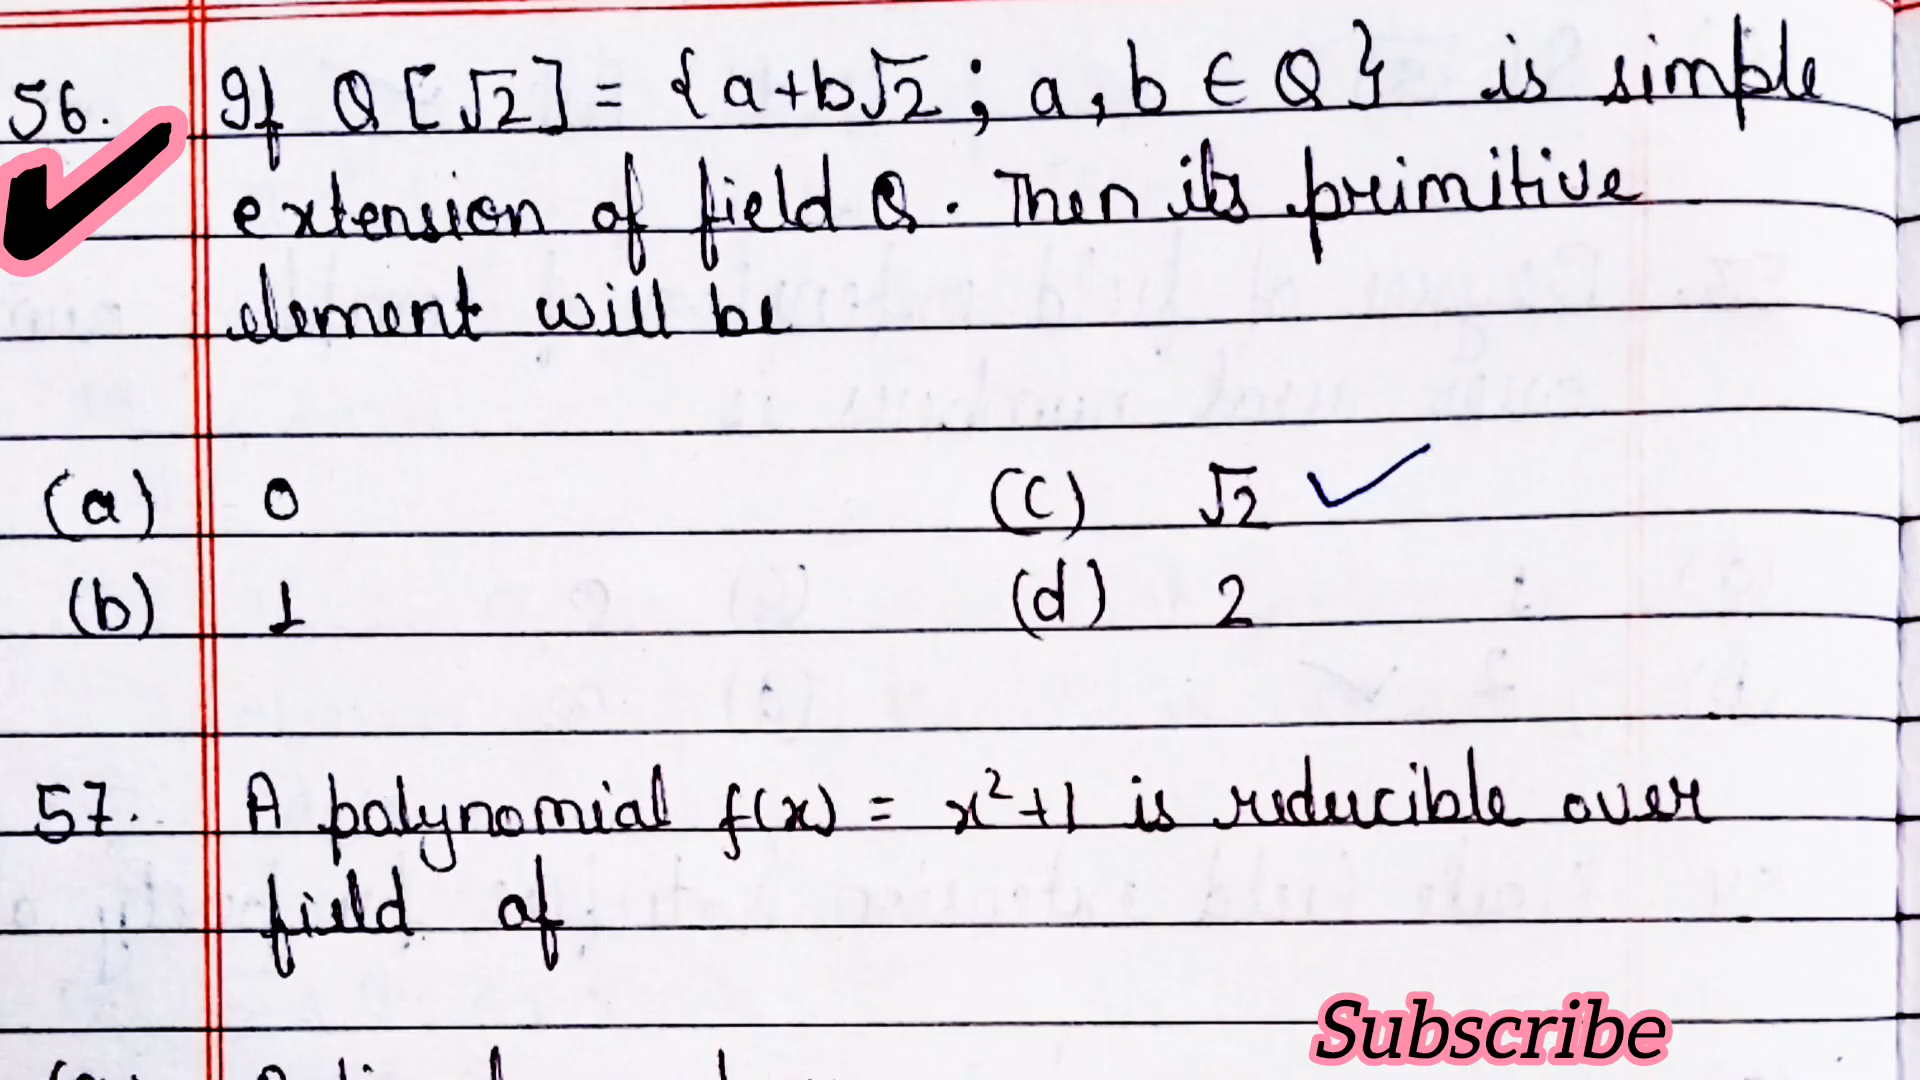 56. If Q[√2] = {a+b√2 ; a, b ∈ Q} is simple
extension of field Q. Then its primitive
element will be
(a) 0 (c) √2 ✓
(b) 1 (d) 2
57. A polynomial f(x) = x²+1 is reducible over
field of
Subscribe